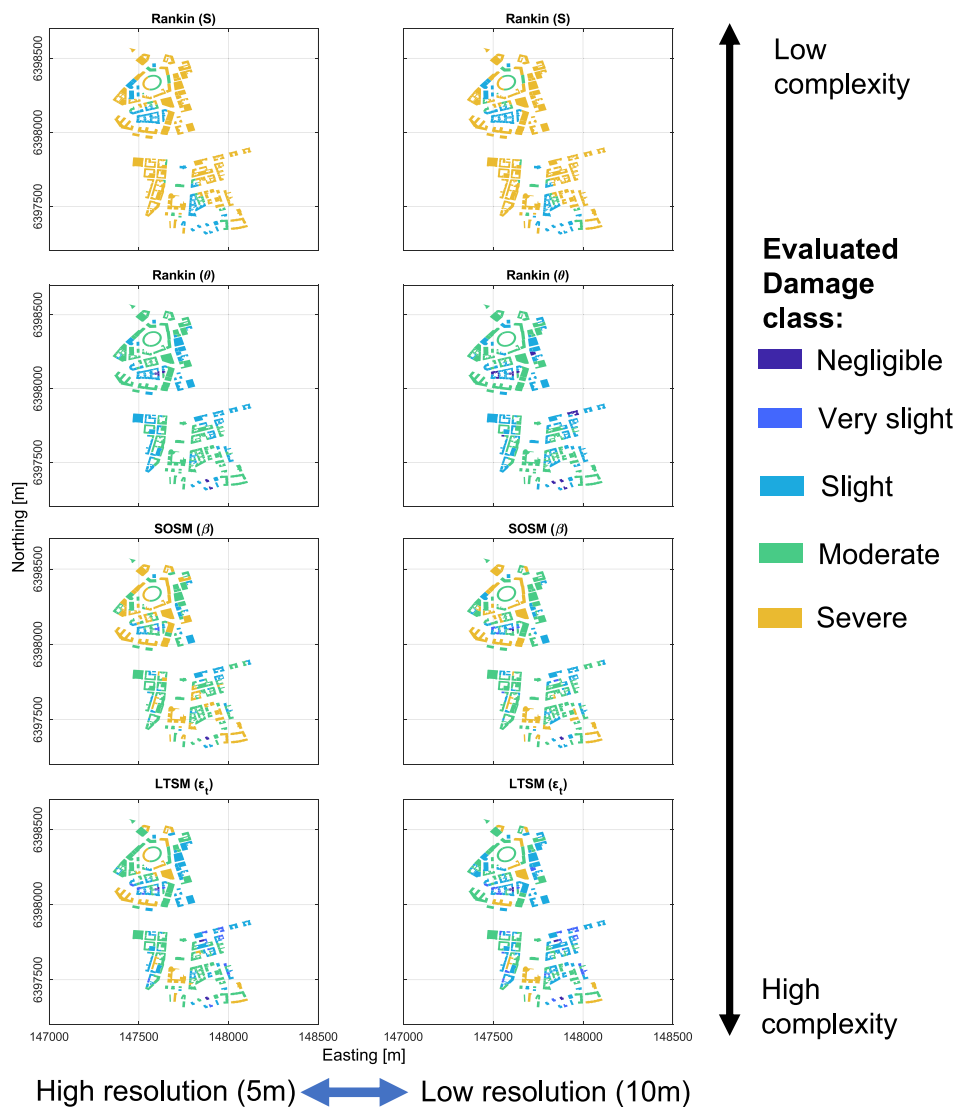 Rankin (S)
Rankin (S)
6398500
6398000
6397500
Low
complexity
Rankin (θ)
Rankin (θ)
6398500
6398000
6397500
Evaluated
Damage
class:
Negligible
Very slight
Slight
Moderate
Severe
Northing [m]
SOSM (β)
SOSM (β)
6398500
6398000
6397500
LTSM (εt)
LTSM (εt)
6398500
6398000
6397500
High
complexity
147000 147500 148000 148500
147000 147500 148000 148500
Easting [m]
High resolution (5m)
Low resolution (10m)